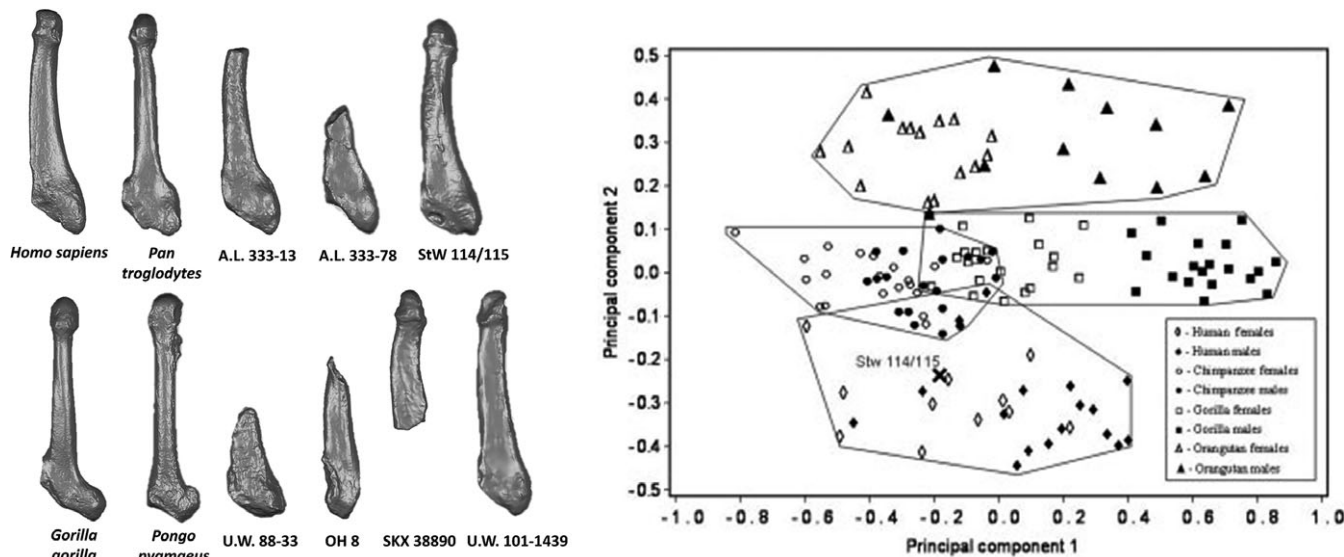 Homo sapiens
Pan
troglodytes
A.L. 333-13
A.L. 333-78
StW 114/115
Gorilla
gorilla
Pongo
pygmaeus
U.W. 88-33
OH 8
SKX 38890
U.W. 101-1439
Principal component 2
0.5
0.4
0.3
0.2
0.1
0.0
-0.1
-0.2
-0.3
-0.4
-0.5
Stw 114/115
◊ - Human females
♦ - Human males
○ - Chimpanzee females
● - Chimpanzee males
□ - Gorilla females
■ - Gorilla males
△ - Orangutan females
▲ - Orangutan males
-1.0 -0.8 -0.6 -0.4 -0.2 0.0 0.2 0.4 0.6 0.8 1.0
Principal component 1